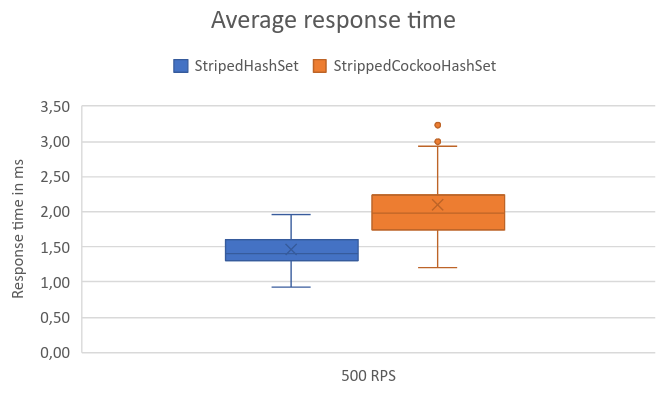 Average response time
StripedHashSet StrippedCockooHashSet
Response time in ms
3,50
3,00
2,50
2,00
1,50
1,00
0,50
0,00
500 RPS